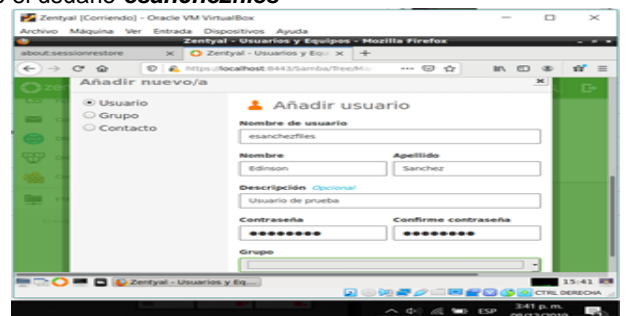 esanchezfiles
Zentyal [Corriendo] - Oracle VM VirtualBox
Archivo Máquina Ver Entrada Dispositivos Ayuda
Zentyal - Usuarios y Equipos - Mozilla Firefox
about:sessionrestore
Zentyal - Usuarios y Equ
https://localhost:8443/Samba/Tree/Ma
Añadir nuevo/a
Usuario
Grupo
Contacto
Añadir usuario
Nombre de usuario
esanchezfiles
Nombre
Apellido
Edinson
Sanchez
Descripción Opcional
Usuario de prueba
Contraseña
Confirme contraseña
Grupo
Zentyal - Usuarios y Eq...
15:41
CTRL DERECHA
ESP
3:41 p. m.